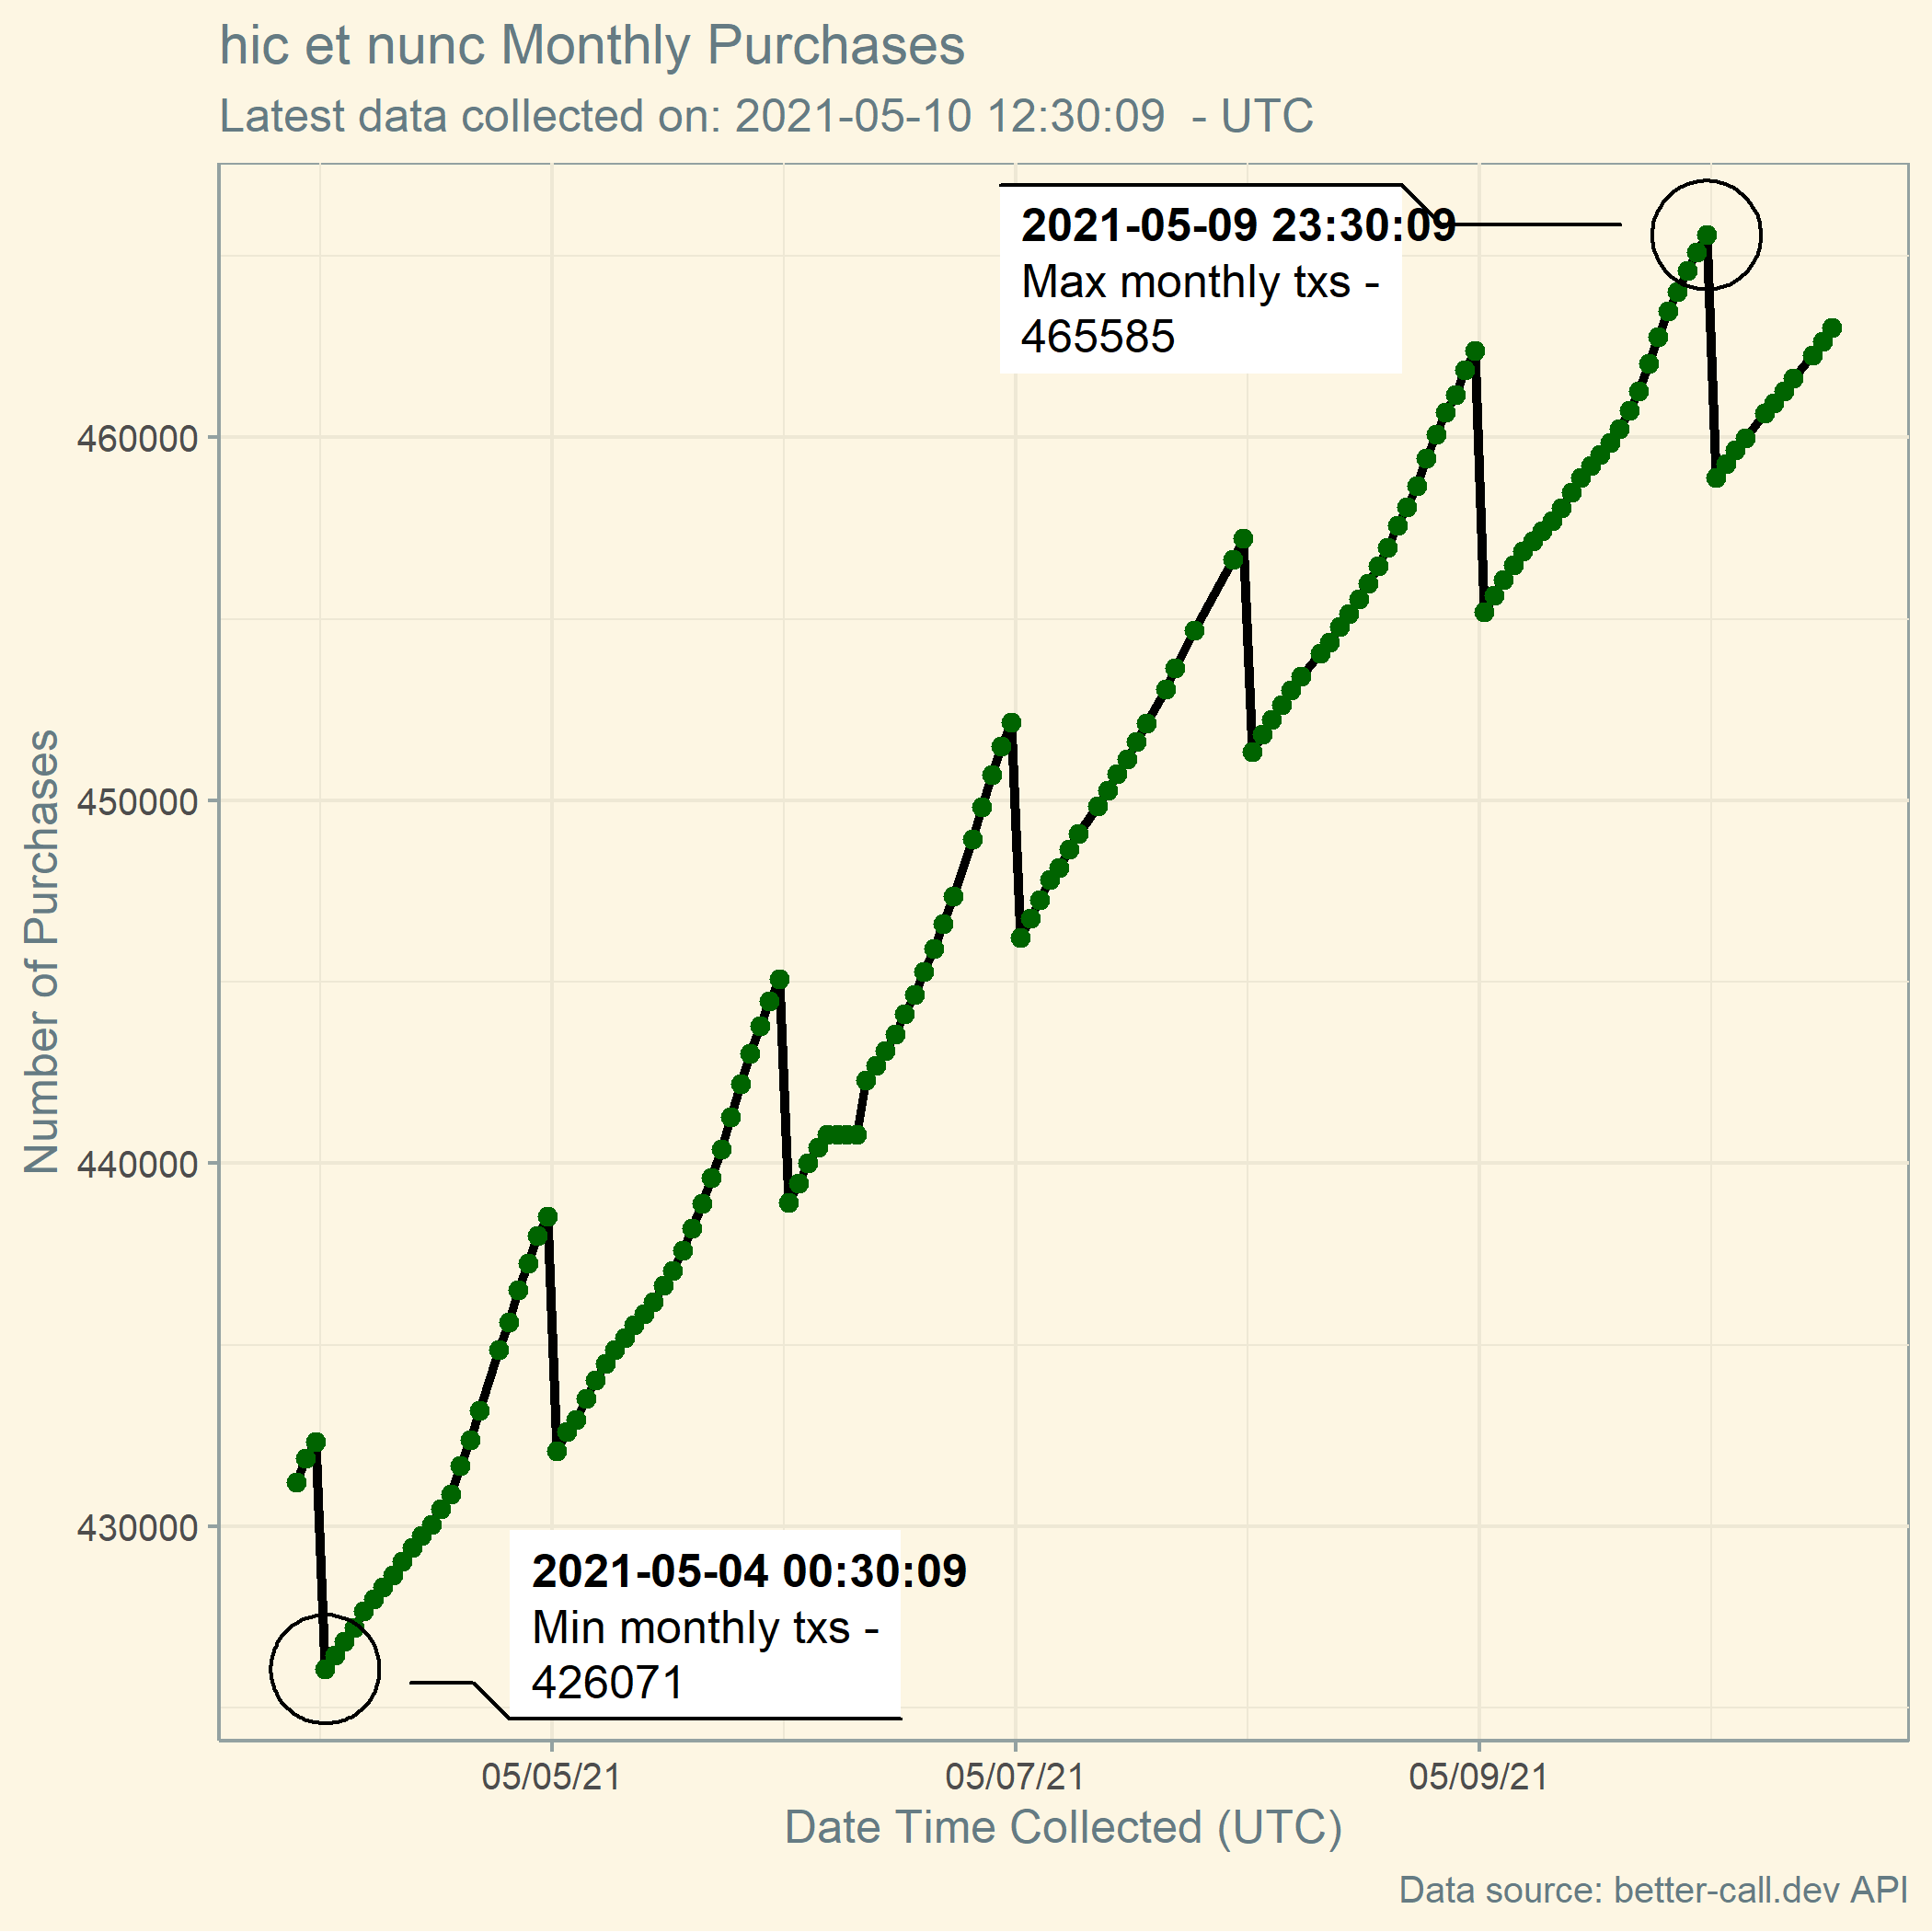 hic et nunc Monthly Purchases
Latest data collected on: 2021-05-10 12:30:09  - UTC
2021-05-09 23:30:09
Max monthly txs -
465585
460000
450000
440000
430000
Number of Purchases
2021-05-04 00:30:09
Min monthly txs -
426071
05/05/21
05/07/21
05/09/21
Date Time Collected (UTC)
Data source: better-call.dev API